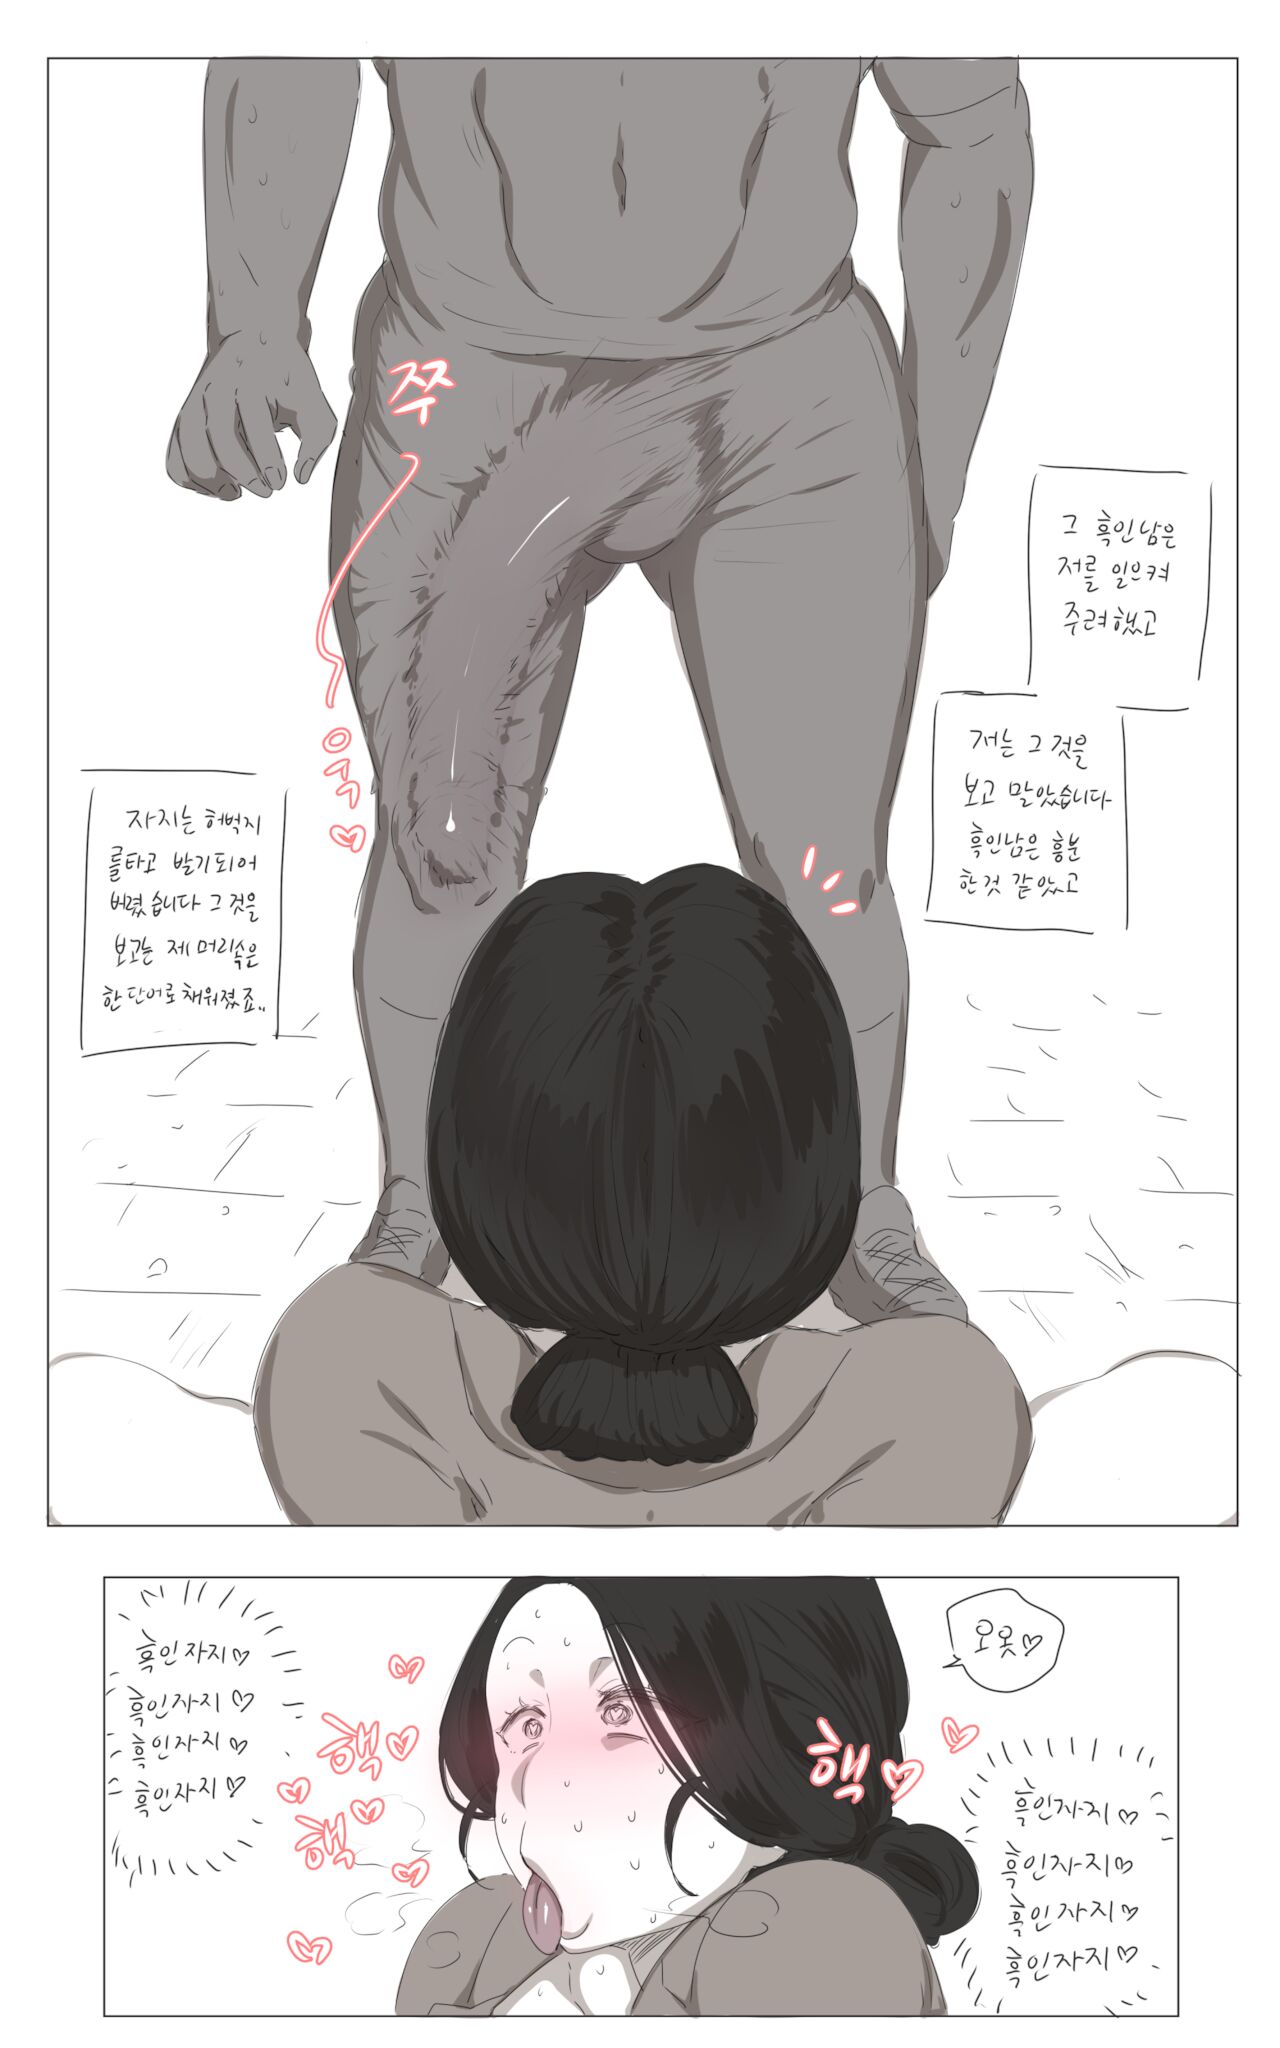 쭈
욱♡
그 흑인남은
저를 일으켜
주려했고
저는 그것을
보고 말았습니다
흑인남은 흥분
한것 같았고
자지는 허벅지
를타고 발기되어
버렸습니다 그것을
보고는 제 머리속은
한단어로 채워졌죠..
흑인자지♡
흑인자지♡
흑인자지♡
흑인자지♡
핵♡
핵♡
오옷♡
핵♡
흑인자지♡
흑인자지♡
흑인자지♡
흑인자지♡